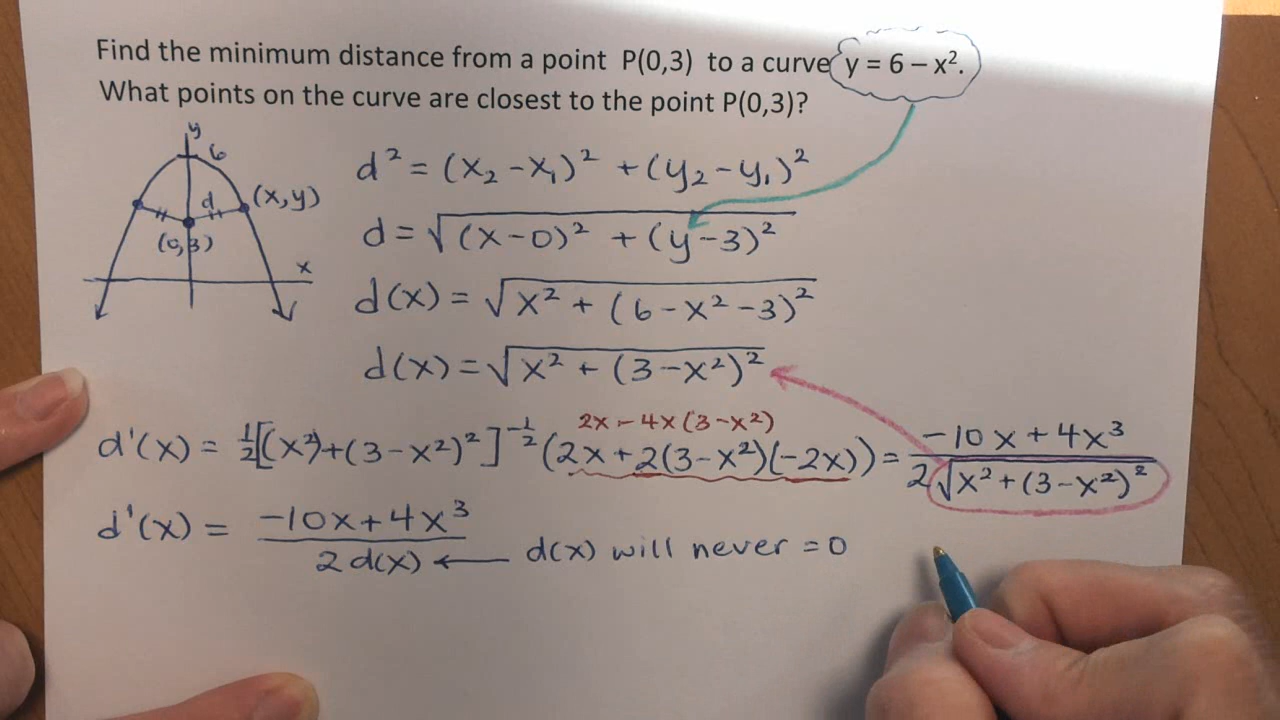 Find the minimum distance from a point P(0,3) to a curve y = 6 – x².
What points on the curve are closest to the point P(0,3)?
y
6
d
(x,y)
(0,3)
x
d² = (x₂ - x₁)² + (y₂ - y₁)²
d = √((x-0)² + (y-3)²)
d(x) = √(x² + (6-x²-3)²)
d(x) = √(x² + (3-x²)²)
2x - 4x(3-x²)
d'(x) = ½[(x²)+(3-x²)²]^(-½) (2x+2(3-x²)(-2x)) = (-10x+4x³)/(2√(x²+(3-x²)²))
d'(x) = (-10x+4x³)/(2d(x)) ← d(x) will never = 0